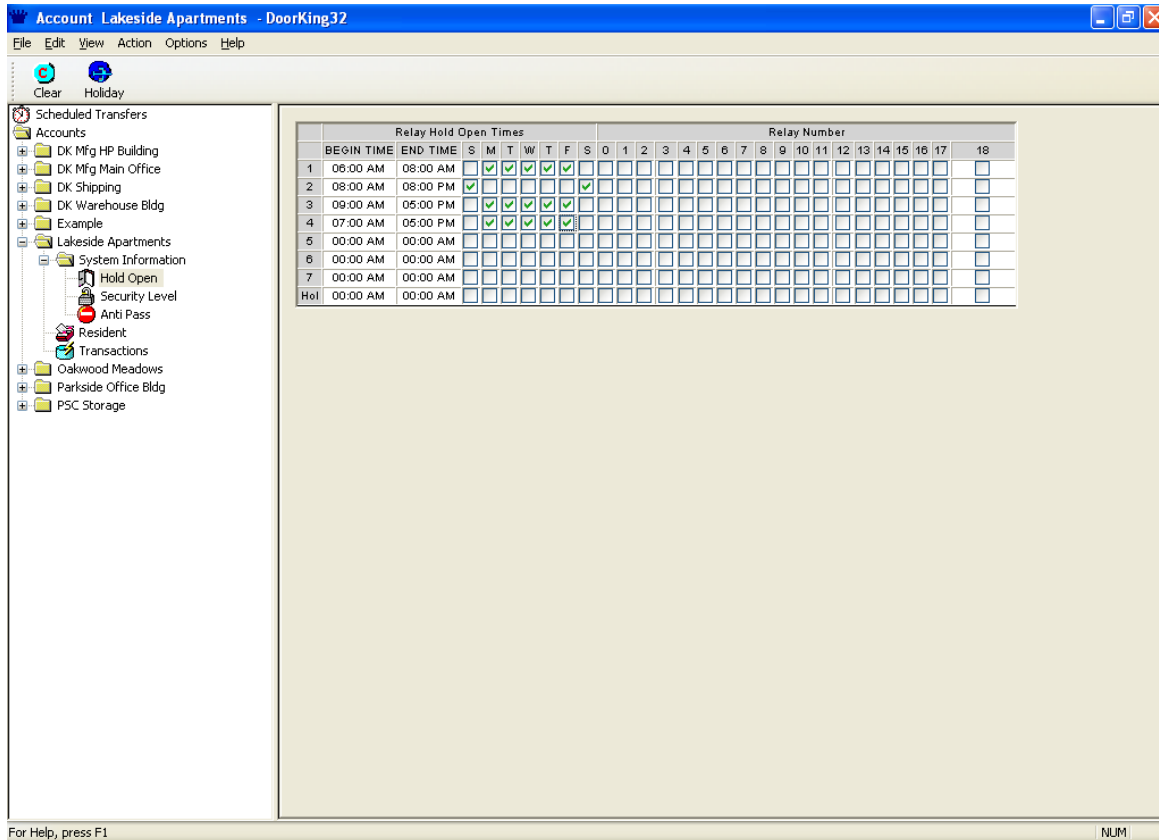 Account Lakeside Apartments - DoorKing32
File Edit View Action Options Help
C
Clear Holiday
Scheduled Transfers
Accounts
DK Mfg HP Building
DK Mfg Main Office
DK Shipping
DK Warehouse Bldg
Example
Lakeside Apartments
System Information
Hold Open
Security Level
Anti Pass
Resident
Transactions
Oakwood Meadows
Parkside Office Bldg
PSC Storage
Relay Hold Open Times Relay Number
BEGIN TIME END TIME S M T W T F S 0 1 2 3 4 5 6 7 8 9 10 11 12 13 14 15 16 17 18
1 06:00 AM 08:00 AM
2 08:00 AM 08:00 PM
3 09:00 AM 05:00 PM
4 07:00 AM 05:00 PM
5 00:00 AM 00:00 AM
6 00:00 AM 00:00 AM
7 00:00 AM 00:00 AM
Hol 00:00 AM 00:00 AM
For Help, press F1 NUM